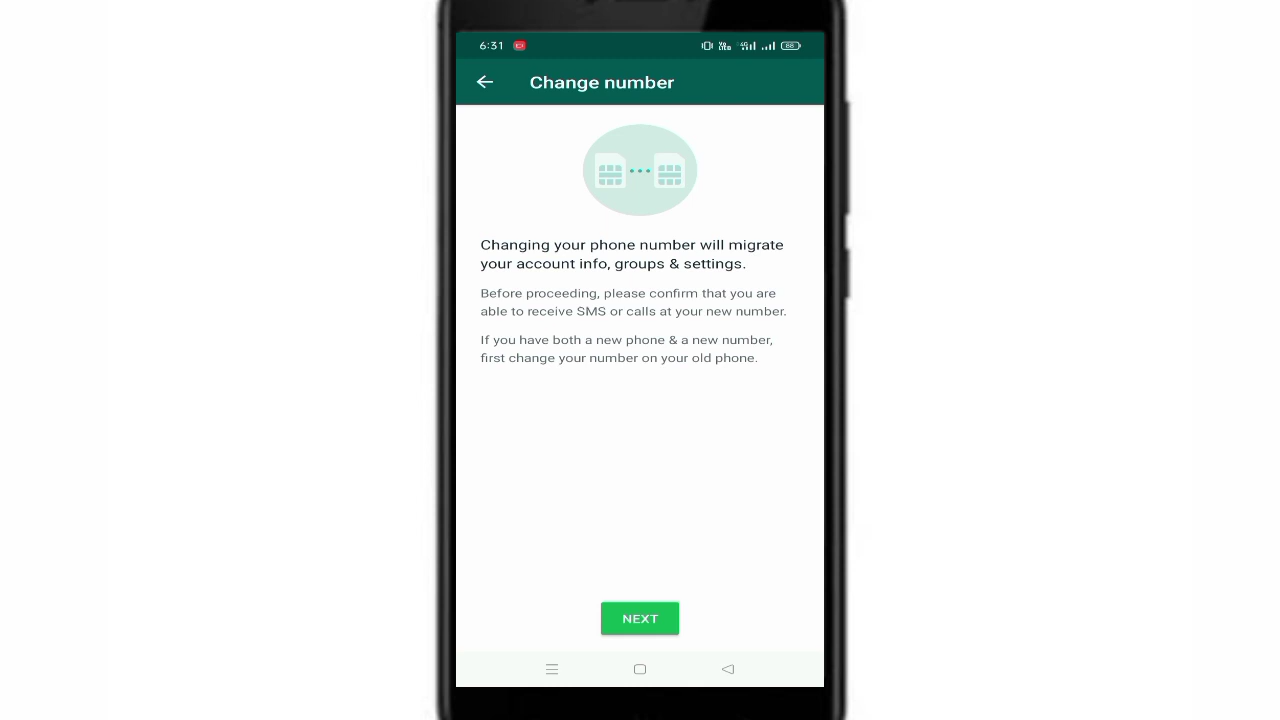 6:31
88
Change number
Changing your phone number will migrate
your account info, groups & settings.
Before proceeding, please confirm that you are
able to receive SMS or calls at your new number.
If you have both a new phone & a new number,
first change your number on your old phone.
NEXT